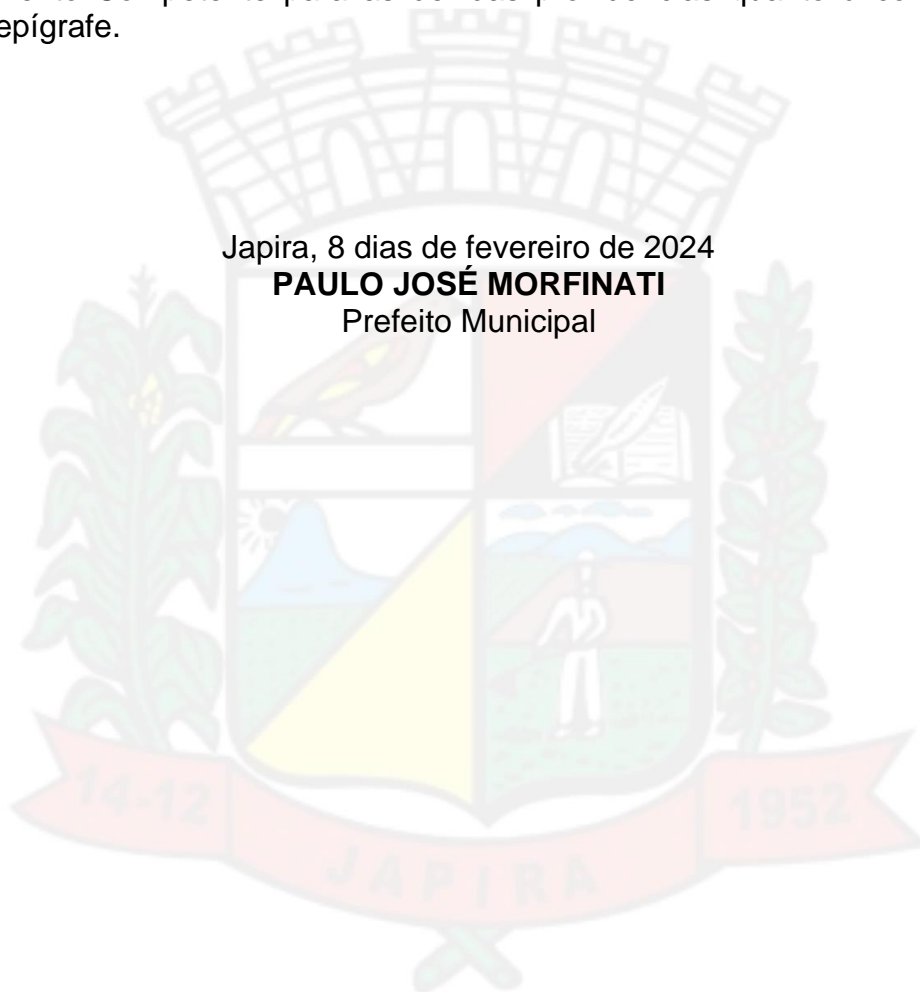 epígrafe.
Japira, 8 dias de fevereiro de 2024
PAULO JOSÉ MORFINATI
Prefeito Municipal
14-12
1952
JAPIRA